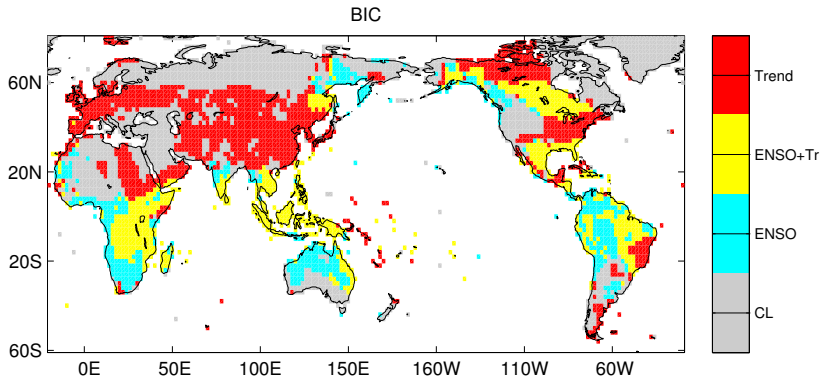 BIC
60N
20N
20S
60S
0E 50E 100E 150E 160W 110W 60W
Trend
ENSO+Tr
ENSO
CL